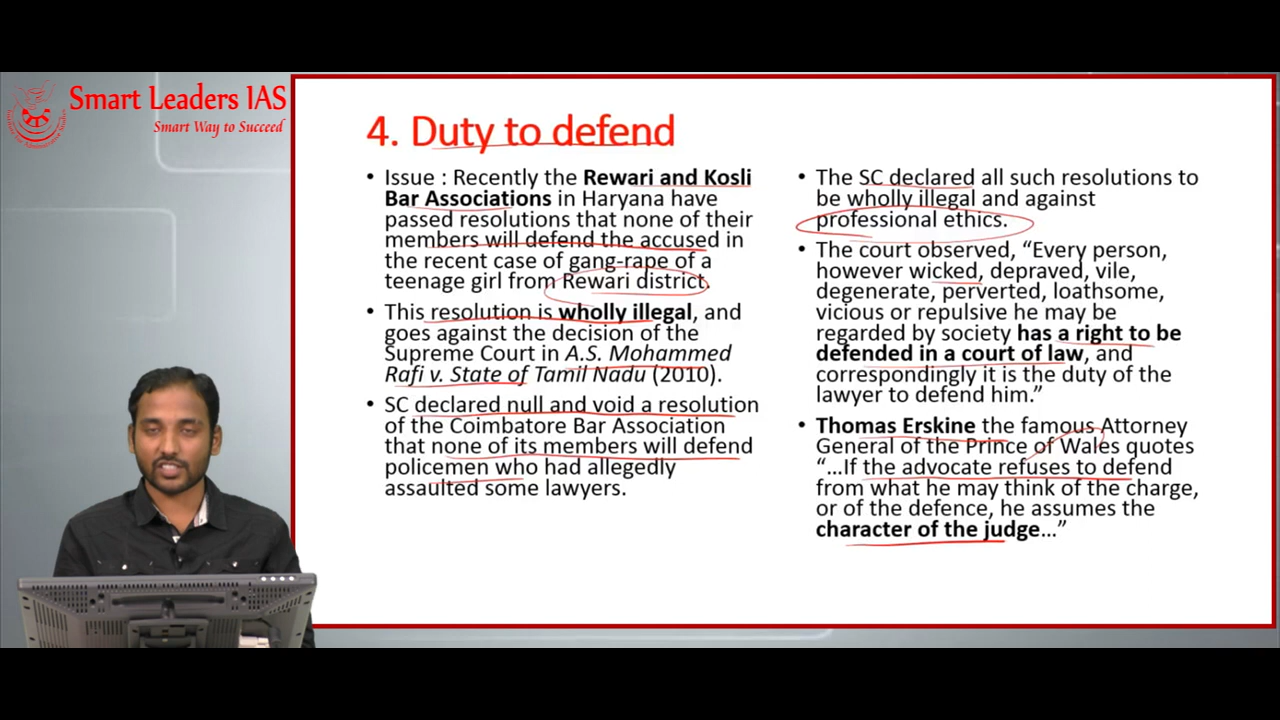 Smart Leaders IAS
Smart Way to Succeed
4. Duty to defend
• Issue : Recently the Rewari and Kosli
Bar Associations in Haryana have
passed resolutions that none of their
members will defend the accused in
the recent case of gang-rape of a
teenage girl from Rewari district.
• This resolution is wholly illegal, and
goes against the decision of the
Supreme Court in A.S. Mohammed
Rafi v. State of Tamil Nadu (2010).
• SC declared null and void a resolution
of the Coimbatore Bar Association
that none of its members will defend
policemen who had allegedly
assaulted some lawyers.
• The SC declared all such resolutions to
be wholly illegal and against
professional ethics.
• The court observed, “Every person,
however wicked, depraved, vile,
degenerate, perverted, loathsome,
vicious or repulsive he may be
regarded by society has a right to be
defended in a court of law, and
correspondingly it is the duty of the
lawyer to defend him.”
• Thomas Erskine the famous Attorney
General of the Prince of Wales quotes
“…If the advocate refuses to defend
from what he may think of the charge,
or of the defence, he assumes the
character of the judge…”